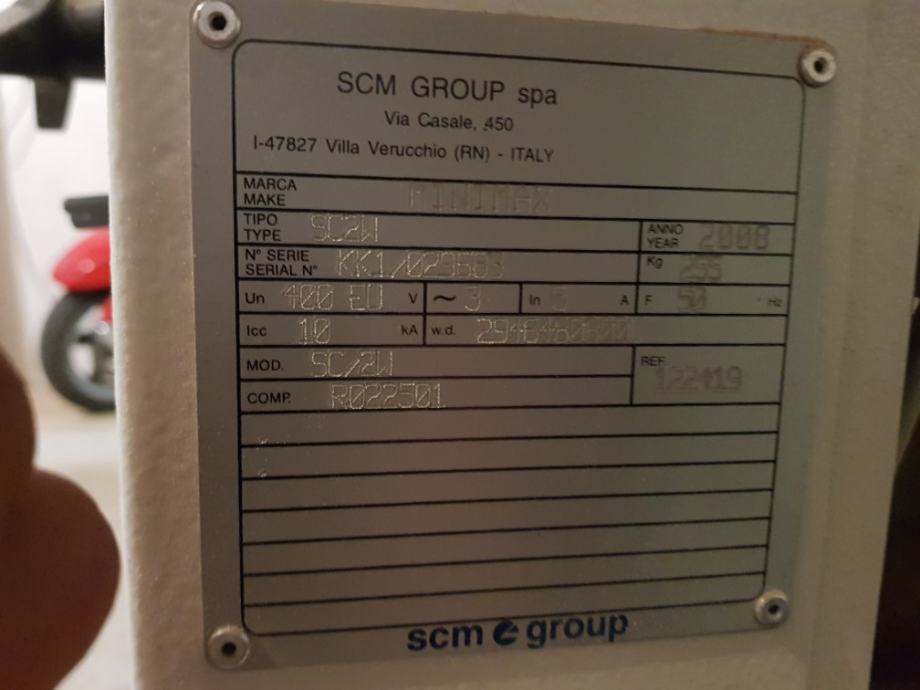 SCM GROUP spa
Via Casale, 450
I-47827 Villa Verucchio (RN) - ITALY
MARCA
MAKE MINIMAX
TIPO
TYPE SC2W
ANNO
YEAR 2008
N° SERIE
SERIAL N°
Kg 255
Un 400 EU V ~ 3 In A F 50 Hz
Icc 10 kA w.d.
MOD. SC/2W
REF. 122419
COMP. R022501
scm group